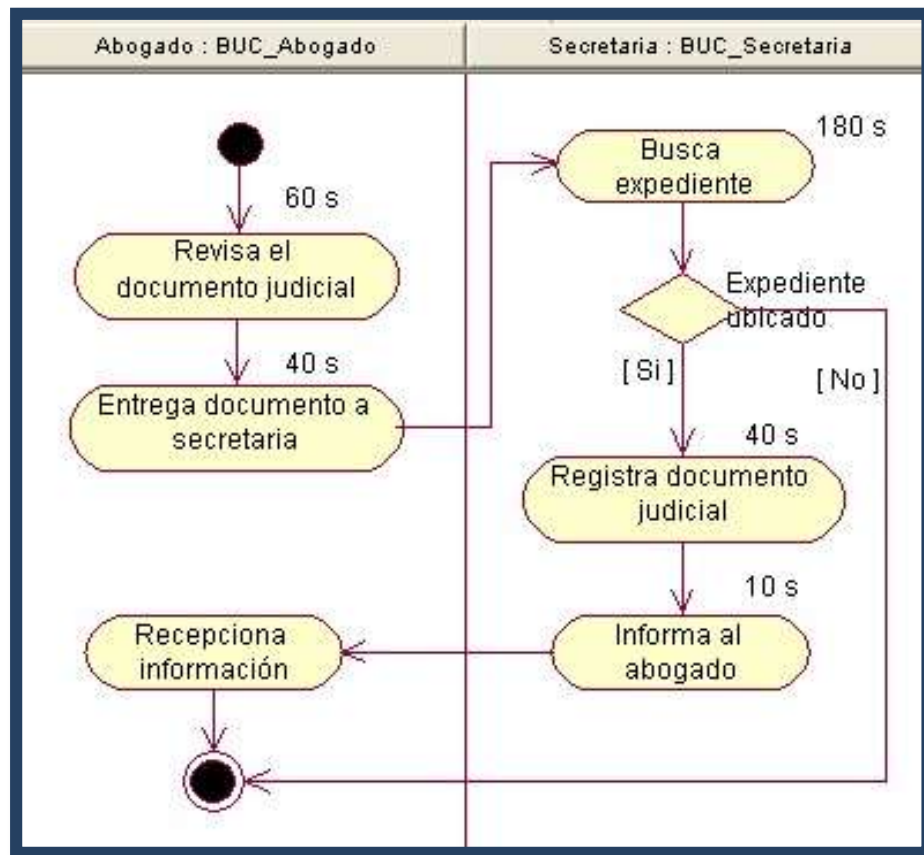 Abogado : BUC_Abogado
Secretaria : BUC_Secretaria
60 s
Revisa el
documento judicial
40 s
Entrega documento a
secretaria
180 s
Busca
expediente
Expediente
ubicado
[ Si ]
[ No ]
40 s
Registra documento
judicial
10 s
Informa al
abogado
Recepciona
información